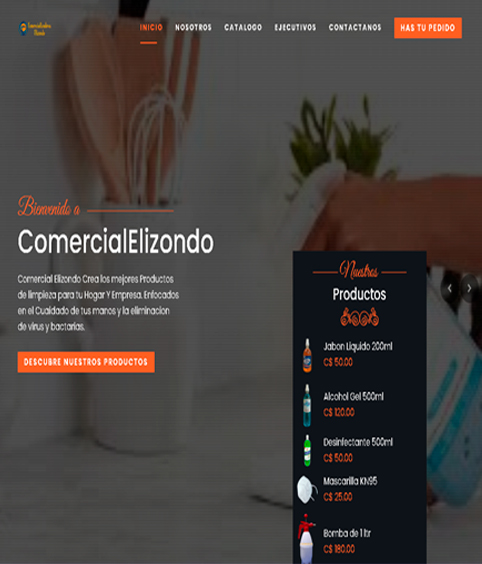 Comercializadora
Elizondo
INICIO NOSOTROS CATALOGO EJECUTIVOS CONTACTANOS HAS TU PEDIDO
Bienvenido a
ComercialElizondo
Comercial Elizondo Crea los mejores Productos
de limpieza para tu Hogar Y Empresa. Enfocados
en el Cuaidado de tus manos y la eliminacion
de virus y bactarias.
DESCUBRE NUESTROS PRODUCTOS
Nuestros
Productos
Jabon Liquido 200ml
C$ 50.00
Alcohol Gel 500ml
C$ 120.00
Desinfectante 500ml
C$ 50.00
Mascarilla KN95
C$ 25.00
Bomba de 1 ltr
C$ 180.00